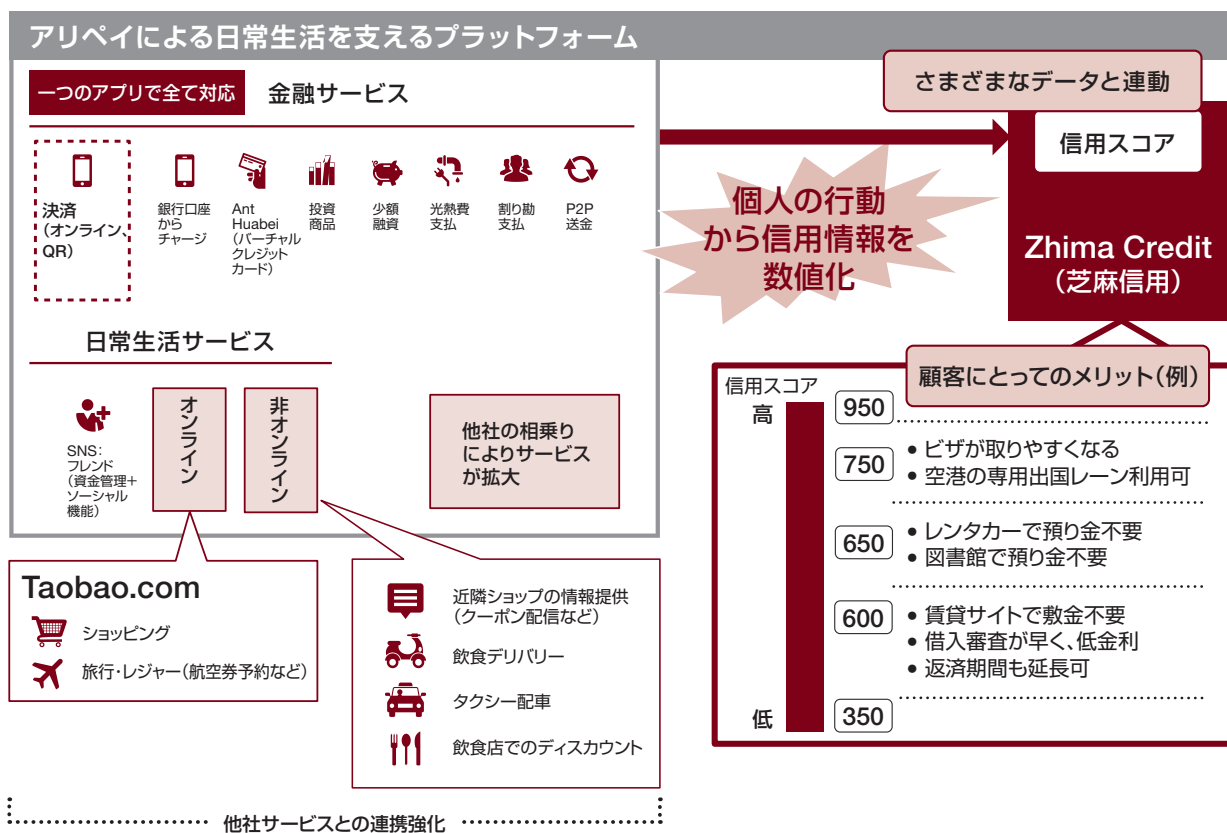 アリペイによる日常生活を支えるプラットフォーム
一つのアプリで全て対応
金融サービス
決済
(オンライン、
QR)
銀行口座
から
チャージ
Ant
Huabei
(バーチャル
クレジット
カード)
投資
商品
少額
融資
光熱費
支払
割り勘
支払
P2P
送金
日常生活サービス
SNS:
フレンド
(資金管理+
ソーシャル
機能)
オンライン
非オンライン
他社の相乗り
によりサービス
が拡大
Taobao.com
ショッピング
旅行・レジャー(航空券予約など)
近隣ショップの情報提供
(クーポン配信など)
飲食デリバリー
タクシー配車
飲食店でのディスカウント
他社サービスとの連携強化
個人の行動
から信用情報を
数値化
さまざまなデータと連動
信用スコア
Zhima Credit
(芝麻信用)
顧客にとってのメリット(例)
信用スコア
高
950
750
• ビザが取りやすくなる
• 空港の専用出国レーン利用可
650
• レンタカーで預り金不要
• 図書館で預り金不要
600
• 賃貸サイトで敷金不要
• 借入審査が早く、低金利
• 返済期間も延長可
低
350